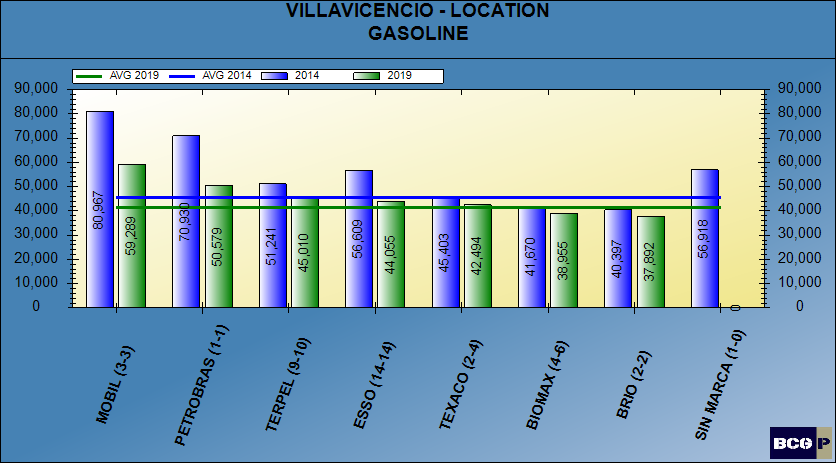 VILLAVICENCIO - LOCATION
GASOLINE
AVG 2019 AVG 2014 2014 2019
90,000 90,000
80,000 80,000
70,000 70,000
60,000 60,000
50,000 50,000
40,000 40,000
30,000 30,000
20,000 20,000
10,000 10,000
0 0
80,967 59,289 70,930 50,579 51,241 45,010 56,609 44,055 45,403 42,494 41,670 38,955 40,397 37,892 56,918 0
MOBIL (3-3) PETROBRAS (1-1) TERPEL (9-10) ESSO (14-14) TEXACO (2-4) BIOMAX (4-6) BRIO (2-2) SIN MARCA (1-0)
BCO P